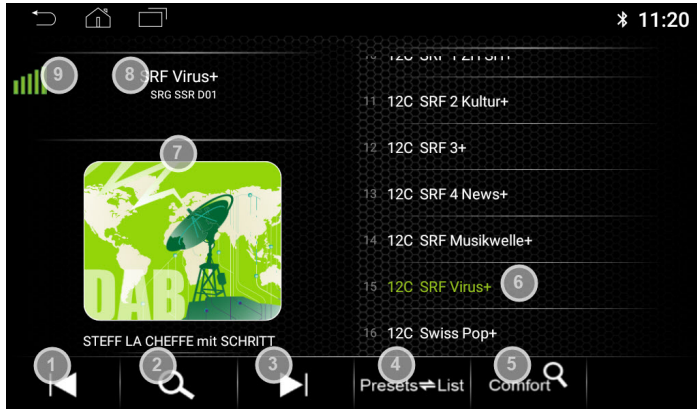 11:20
9
8
SRF Virus+
SRG SSR D01
7
DAB
STEFF LA CHEFFE mit SCHRITT
12C
11 12C SRF 2 Kultur+
12 12C SRF 3+
13 12C SRF 4 News+
14 12C SRF Musikwelle+
15 12C SRF Virus+
6
16 12C Swiss Pop+
1
2
3
4
5
Presets⇌List
Comfort